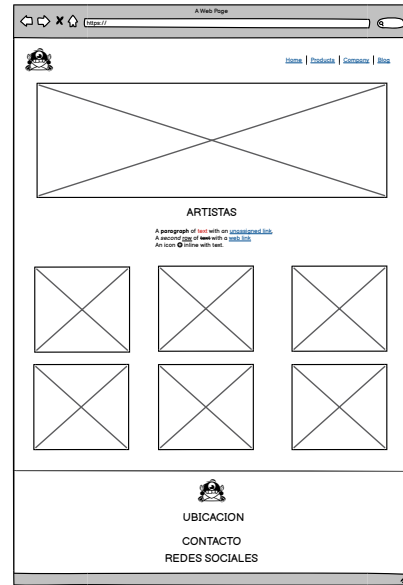 A Web Page
https://
Home | Products | Company | Blog
ARTISTAS
A paragraph of text with an unassigned link.
A second row of text with a web link
An icon inline with text.
UBICACION
CONTACTO
REDES SOCIALES